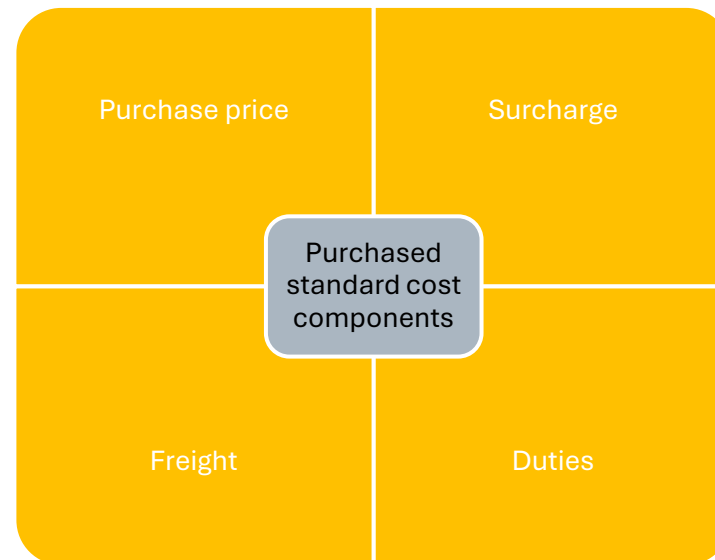 Purchase price
Surcharge
Purchased
standard cost
components
Freight
Duties